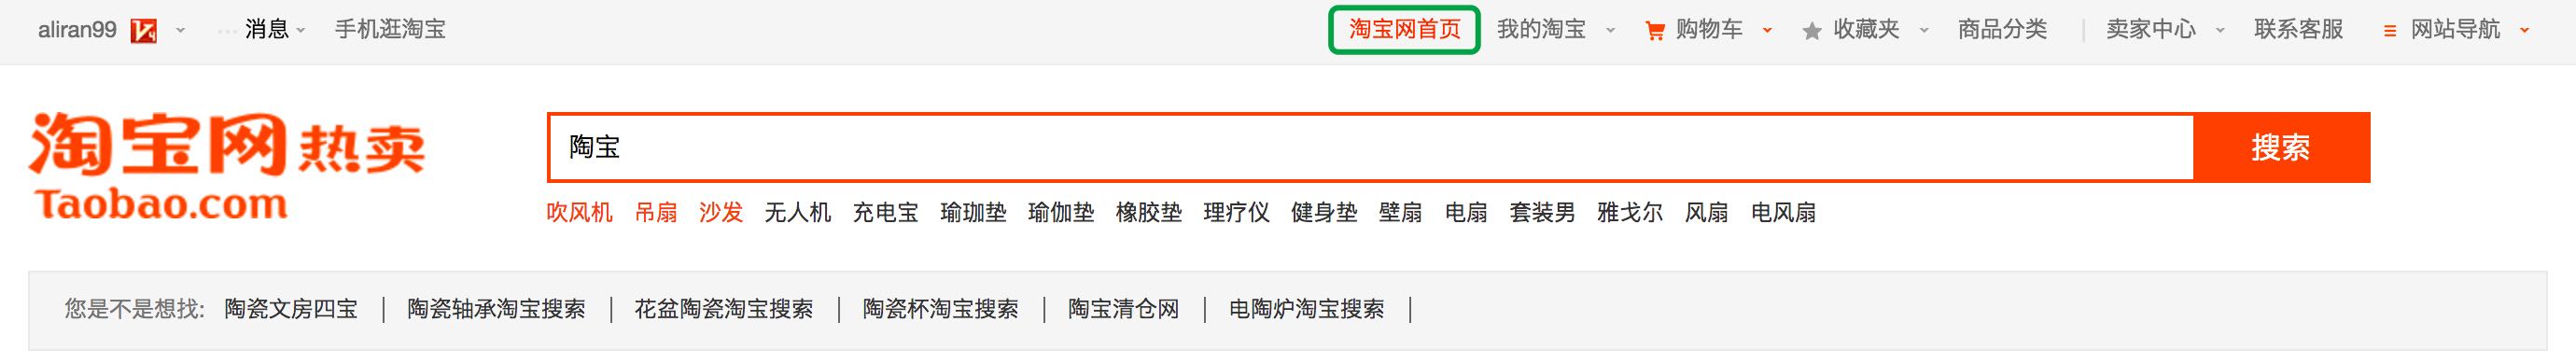 aliran99 V4 消息 手机逛淘宝 淘宝网首页 我的淘宝 购物车 收藏夹 商品分类 卖家中心 联系客服 网站导航
淘宝网热卖
Taobao.com
陶宝 搜索
吹风机 吊扇 沙发 无人机 充电宝 瑜珈垫 瑜伽垫 橡胶垫 理疗仪 健身垫 壁扇 电扇 套装男 雅戈尔 风扇 电风扇
您是不是想找: 陶瓷文房四宝 | 陶瓷轴承淘宝搜索 | 花盆陶瓷淘宝搜索 | 陶瓷杯淘宝搜索 | 陶宝清仓网 | 电陶炉淘宝搜索 |